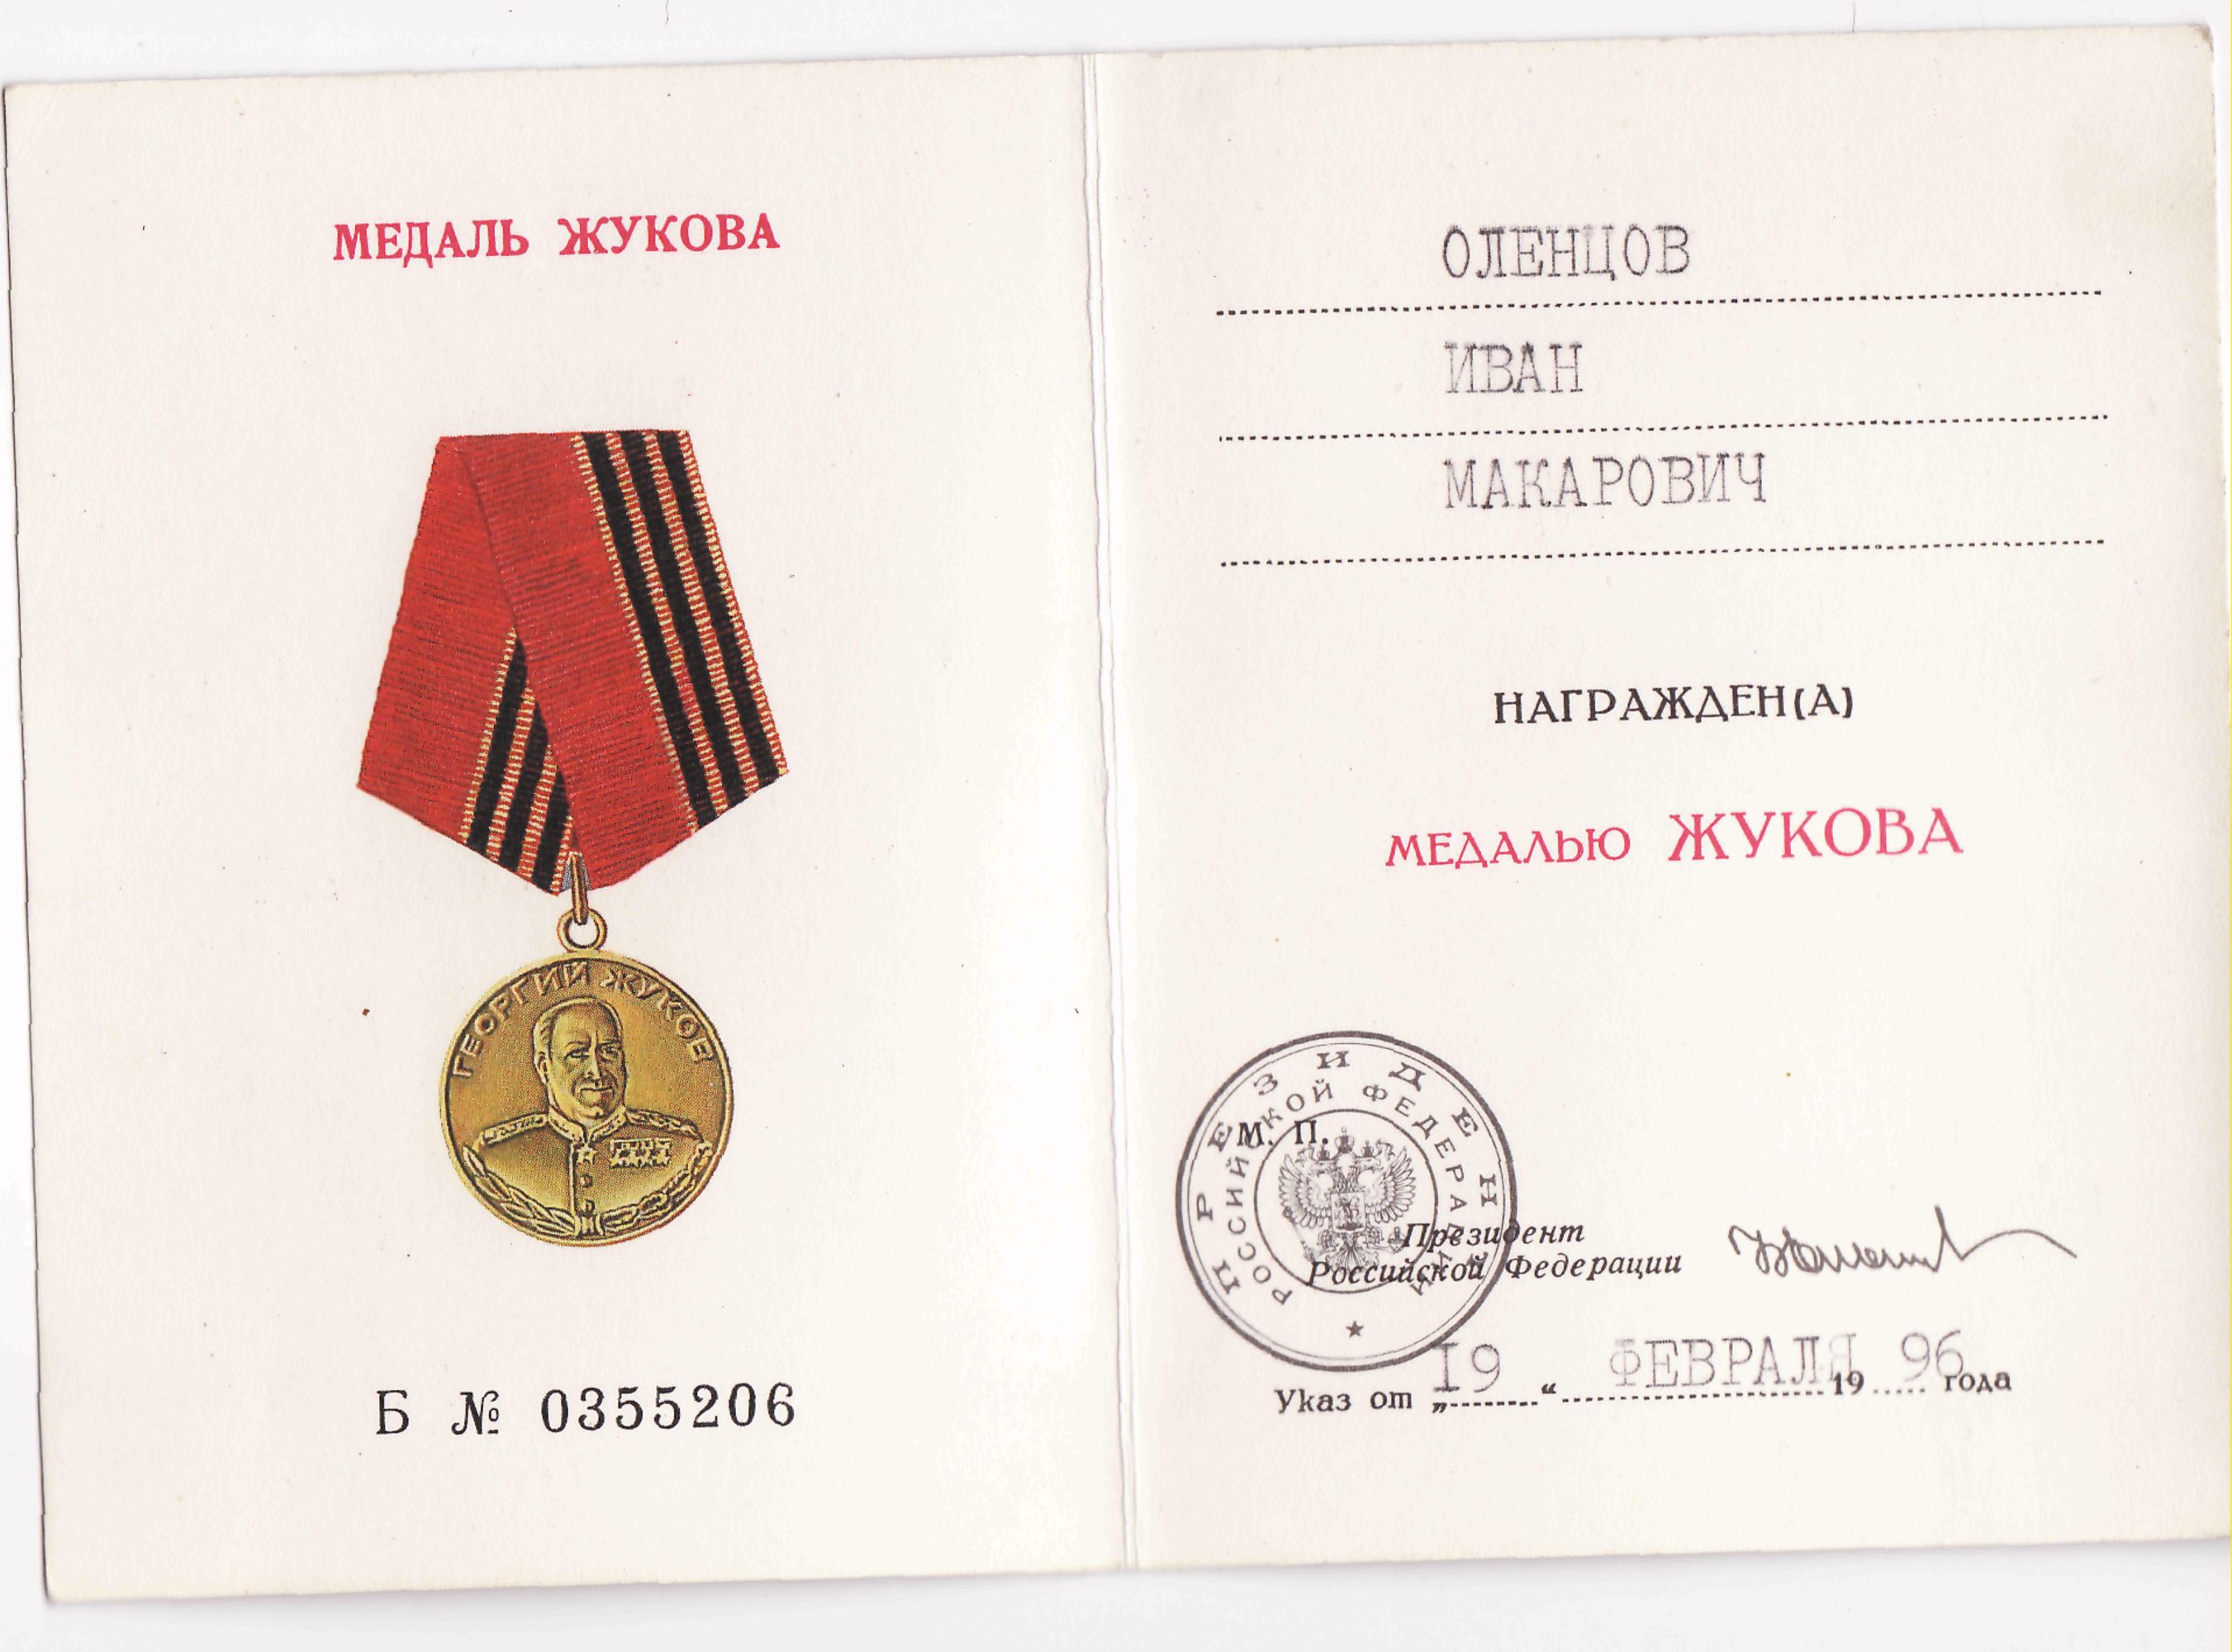 МЕДАЛЬ ЖУКОВА
ГЕОРГИЙ ЖУКОВ
Б № 0355206
ОЛЕНЦОВ
ИВАН
МАКАРОВИЧ
НАГРАЖДЕН(А)
МЕДАЛЬЮ ЖУКОВА
ПРЕЗИДЕНТ
РОССИЙСКОЙ ФЕДЕРАЦИИ
М. П.
Президент
Российской Федерации
Указ от „I9“ ФЕВРАЛЯ 1996 года